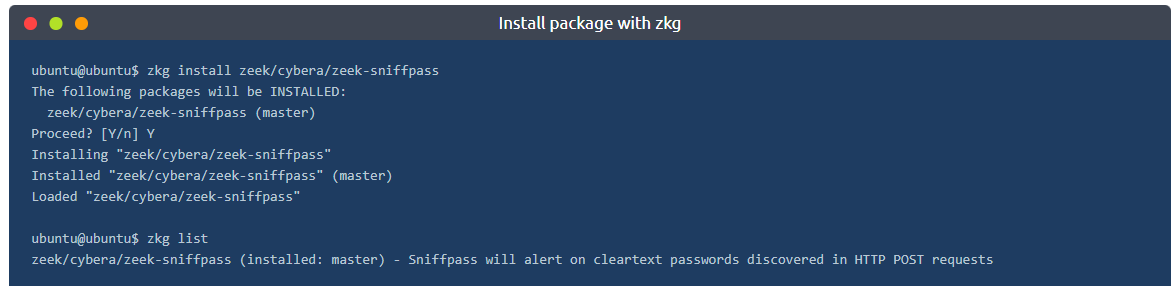 Install package with zkg
ubuntu@ubuntu$ zkg install zeek/cybera/zeek-sniffpass
The following packages will be INSTALLED:
  zeek/cybera/zeek-sniffpass (master)
Proceed? [Y/n] Y
Installing "zeek/cybera/zeek-sniffpass"
Installed "zeek/cybera/zeek-sniffpass" (master)
Loaded "zeek/cybera/zeek-sniffpass"
ubuntu@ubuntu$ zkg list
zeek/cybera/zeek-sniffpass (installed: master) - Sniffpass will alert on cleartext passwords discovered in HTTP POST requests